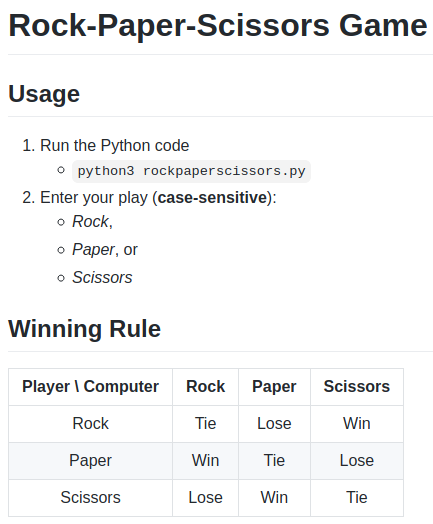 Rock-Paper-Scissors Game
Usage
1. Run the Python code
python3 rockpaperscissors.py
2. Enter your play (case-sensitive):
Rock,
Paper, or
Scissors
Winning Rule
Player \ Computer Rock Paper Scissors
Rock Tie Lose Win
Paper Win Tie Lose
Scissors Lose Win Tie